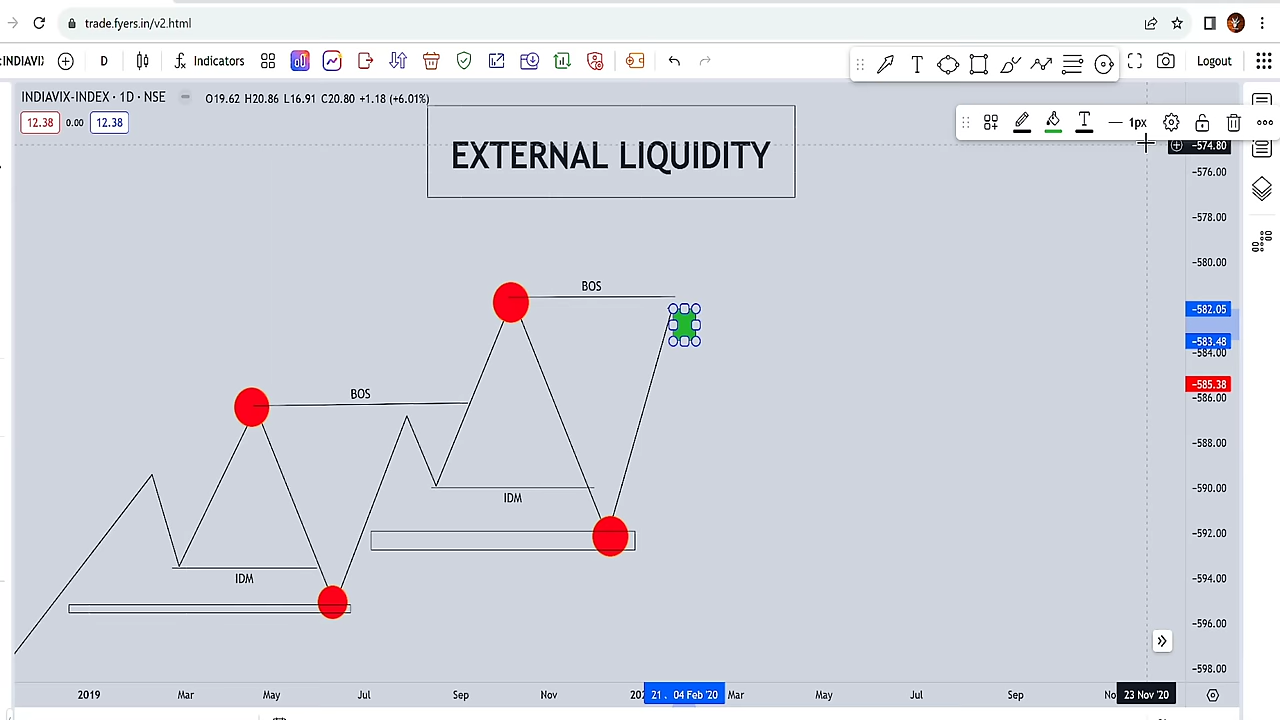 trade.fyers.in/v2.html
:INDIAVIX
D
Indicators
Logout
INDIAVIX-INDEX · 1D · NSE
O19.62 H20.86 L16.91 C20.80 +1.18 (+6.01%)
12.38 0.00 12.38
1px
EXTERNAL LIQUIDITY
BOS
BOS
IDM
IDM
−574.80
−576.00
−578.00
−580.00
−582.05
−583.48
−584.00
−585.38
−586.00
−588.00
−590.00
−592.00
−594.00
−596.00
−598.00
2019 Mar May Jul Sep Nov 21 . 04 Feb '20 Mar May Jul Sep 23 Nov '20